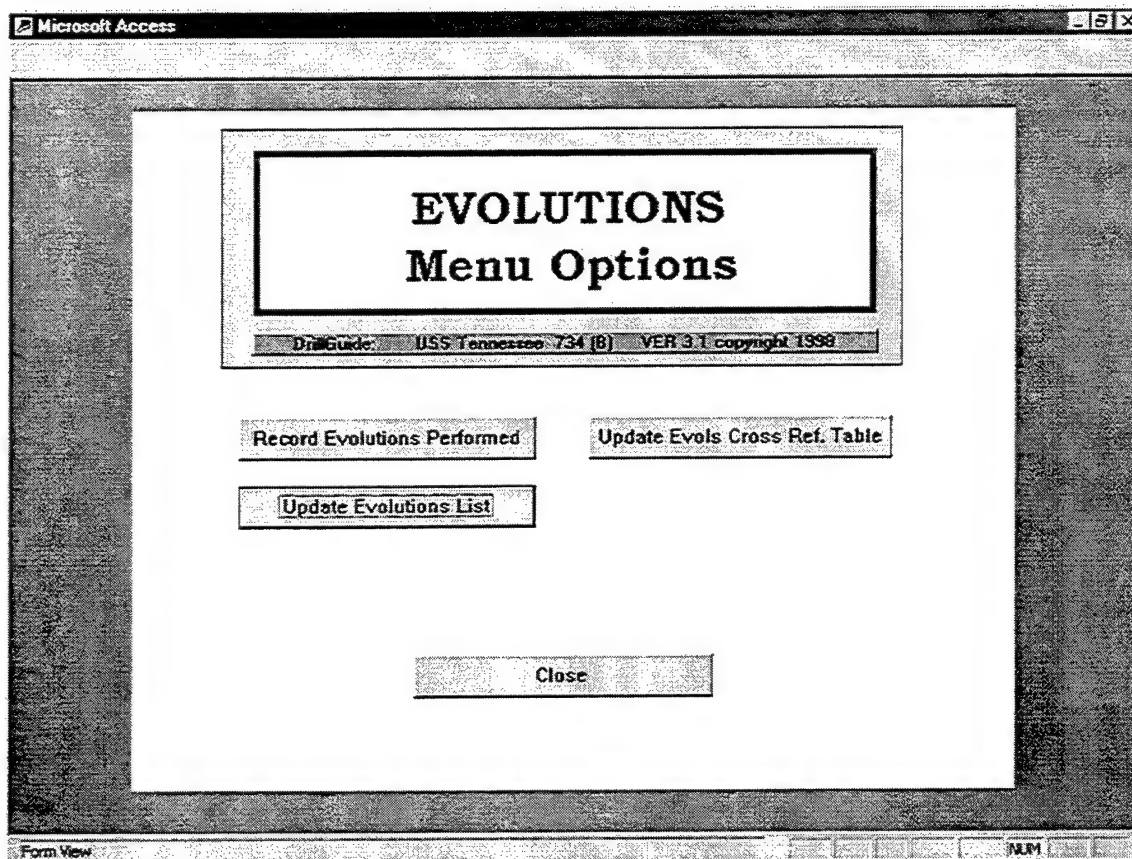 Microsoft Access
EVOLUTIONS
Menu Options
DrillGuide: USS Tennessee 734 (B) VER 3.1 copyright 1998
Record Evolutions Performed Update Evols Cross Ref. Table
Update Evolutions List
Close
Form View NUM